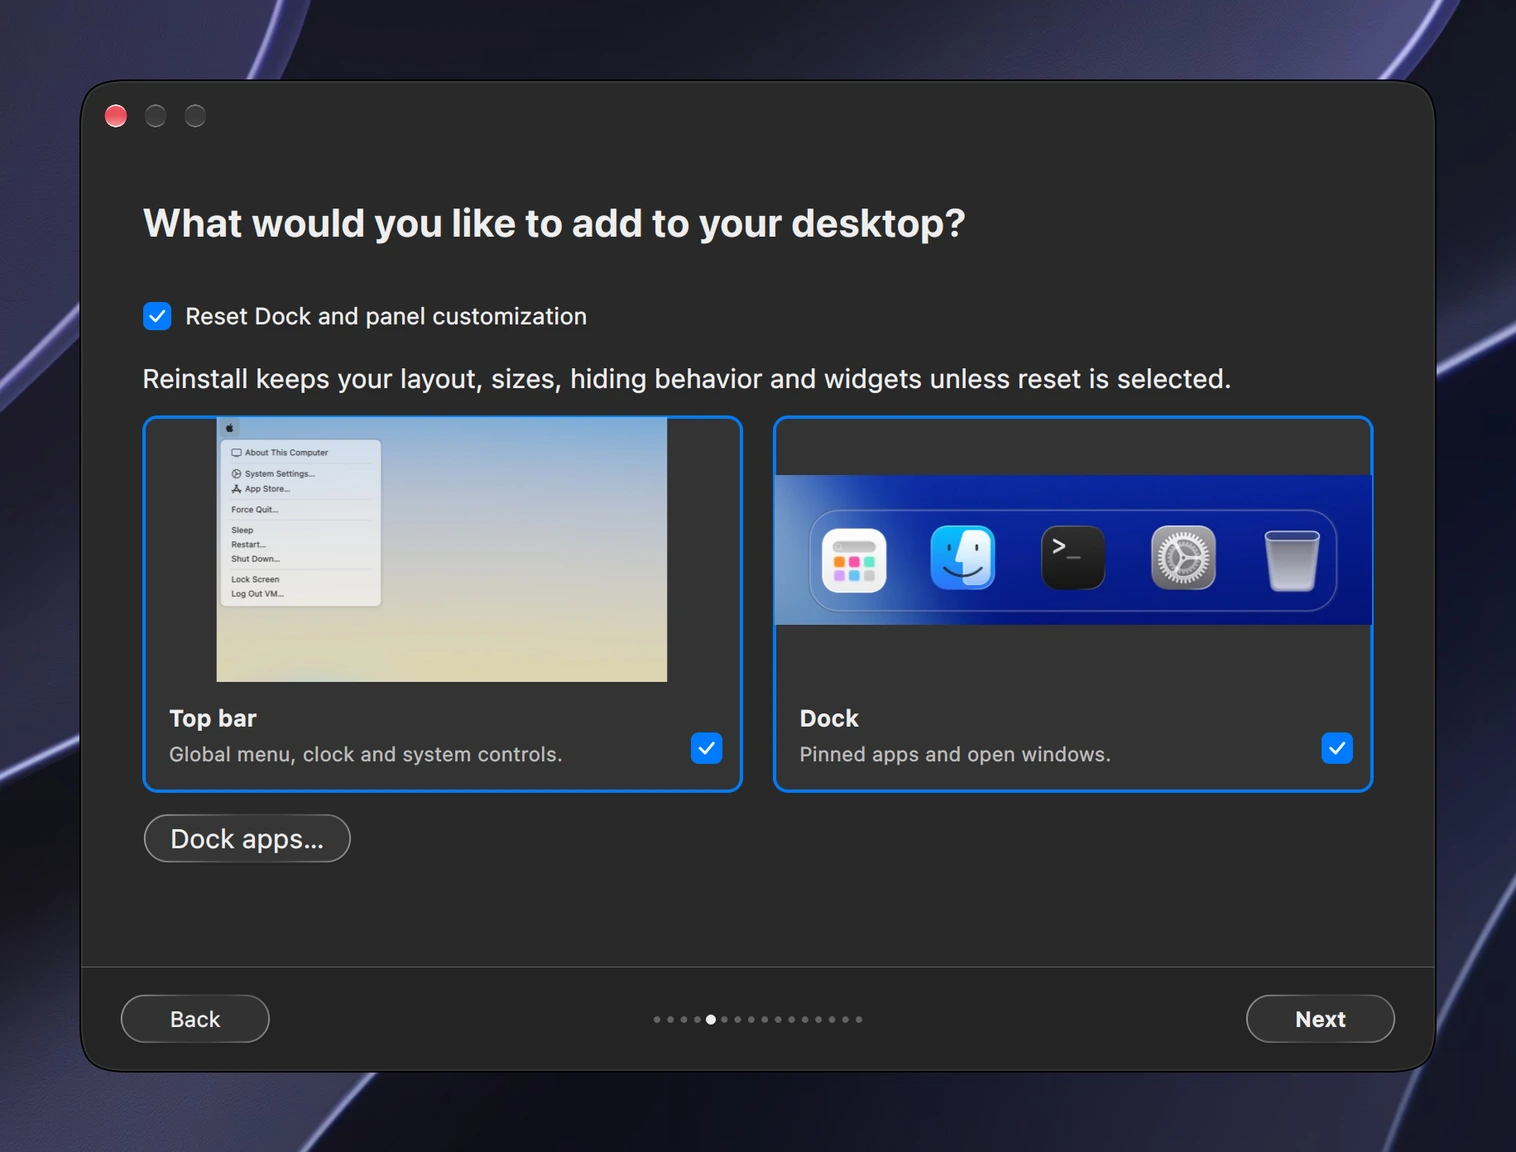 What would you like to add to your desktop?
Reset Dock and panel customization
Reinstall keeps your layout, sizes, hiding behavior and widgets unless reset is selected.
About This Computer
System Settings...
App Store...
Force Quit...
Sleep
Restart...
Shut Down...
Lock Screen
Log Out VM...
>_
Top bar
Global menu, clock and system controls.
Dock
Pinned apps and open windows.
Dock apps...
Back
Next